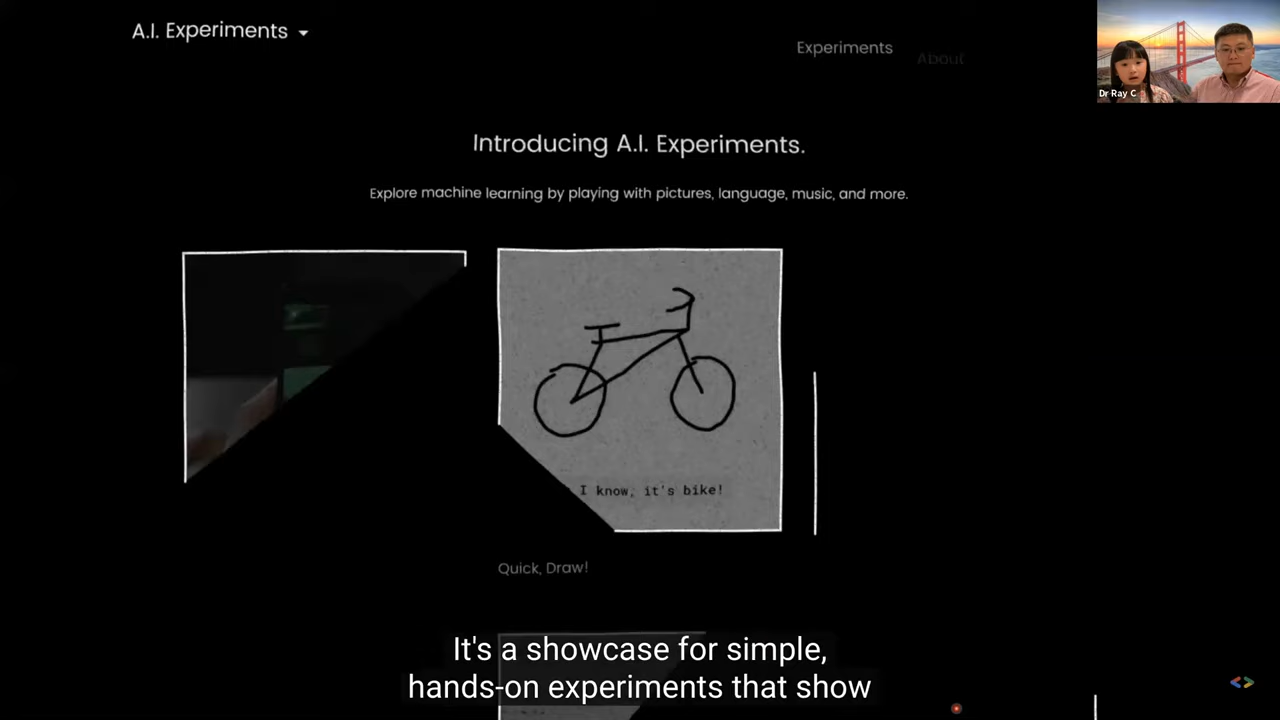 A.I. Experiments
Experiments
About
Dr Ray C
Introducing A.I. Experiments.
Explore machine learning by playing with pictures, language, music, and more.
I know, it's bike!
Quick, Draw!
It's a showcase for simple,
hands-on experiments that show